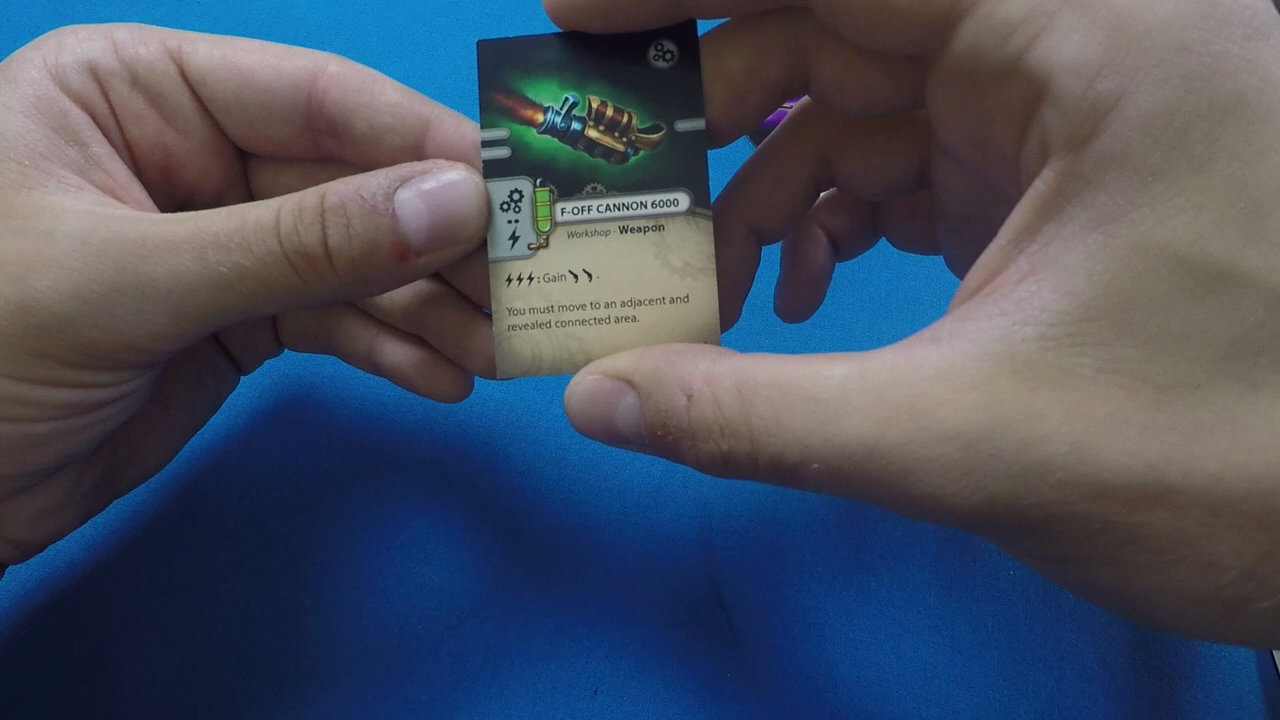 F-OFF CANNON 6000
Workshop - Weapon
: Gain .
You must move to an adjacent and
revealed connected area.